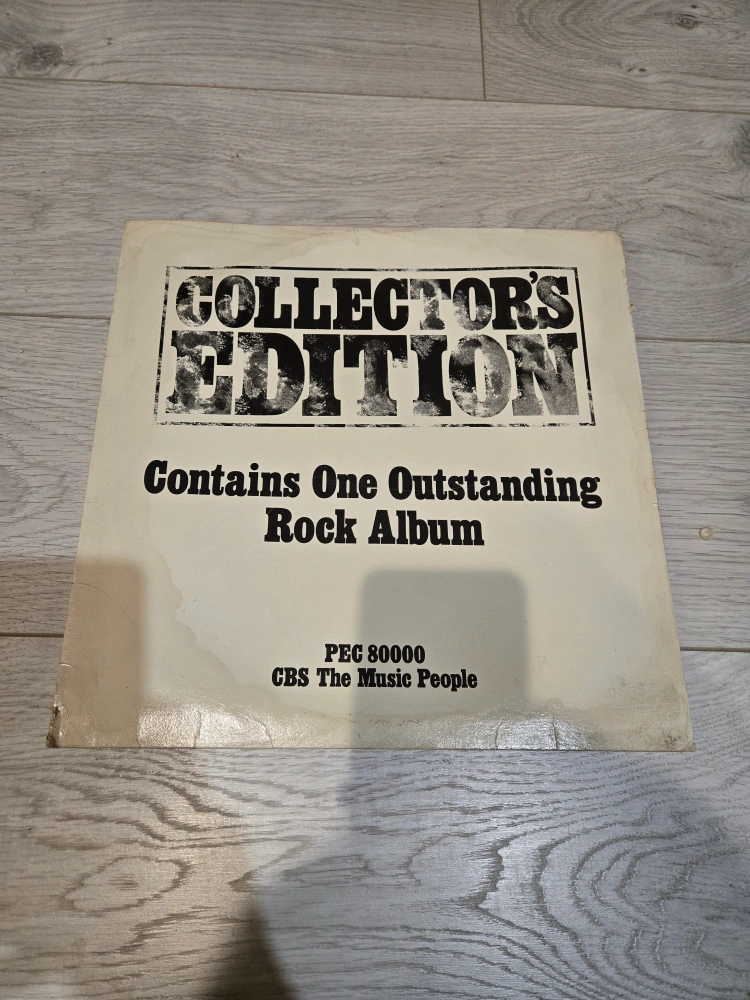 COLLECTOR'S
EDITION
Contains One Outstanding
Rock Album
PEC 80000
CBS The Music People